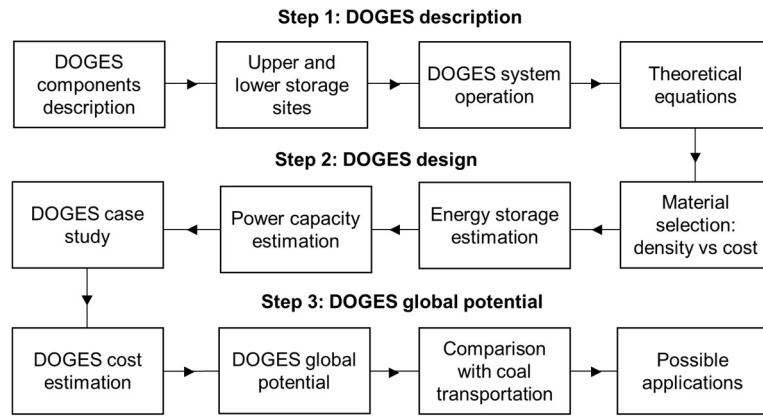 Step 1: DOGES description
DOGES
components
description
Upper and
lower storage
sites
DOGES system
operation
Theoretical
equations
Step 2: DOGES design
DOGES case
study
Power capacity
estimation
Energy storage
estimation
Material
selection:
density vs cost
Step 3: DOGES global potential
DOGES cost
estimation
DOGES global
potential
Comparison
with coal
transportation
Possible
applications